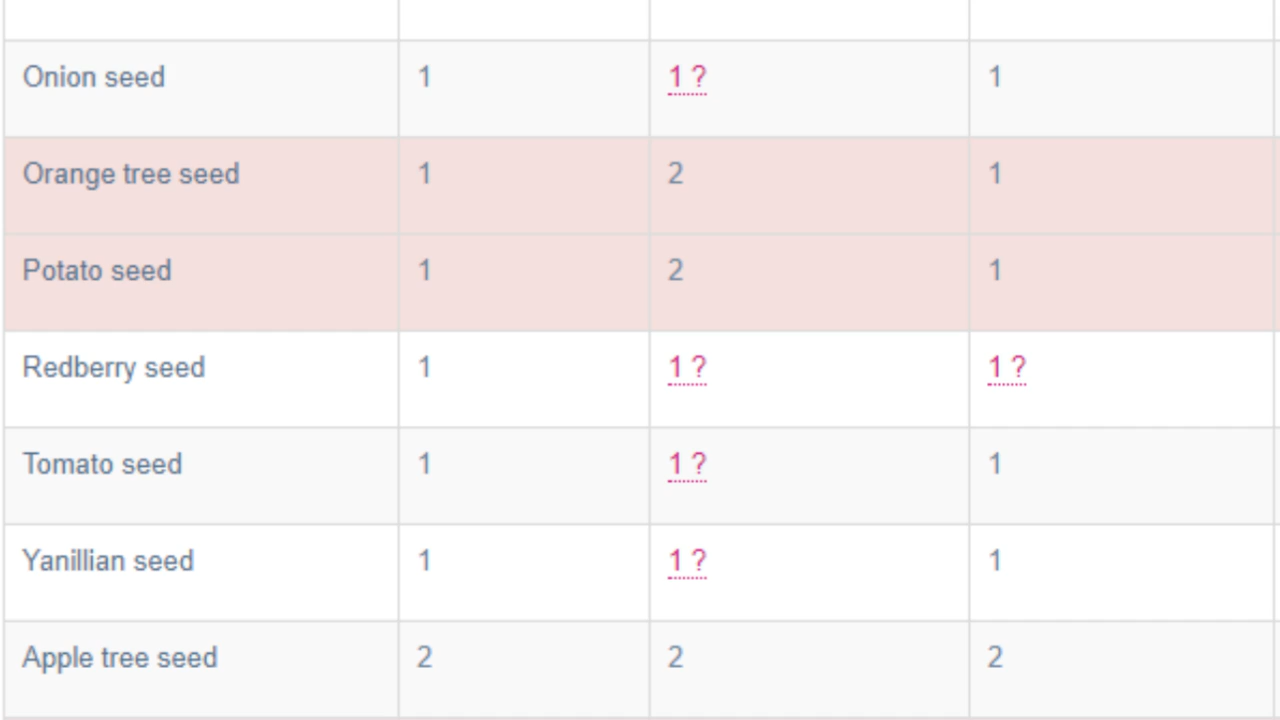 Onion seed 1 1 ? 1
Orange tree seed 1 2 1
Potato seed 1 2 1
Redberry seed 1 1 ? 1 ?
Tomato seed 1 1 ? 1
Yanillian seed 1 1 ? 1
Apple tree seed 2 2 2